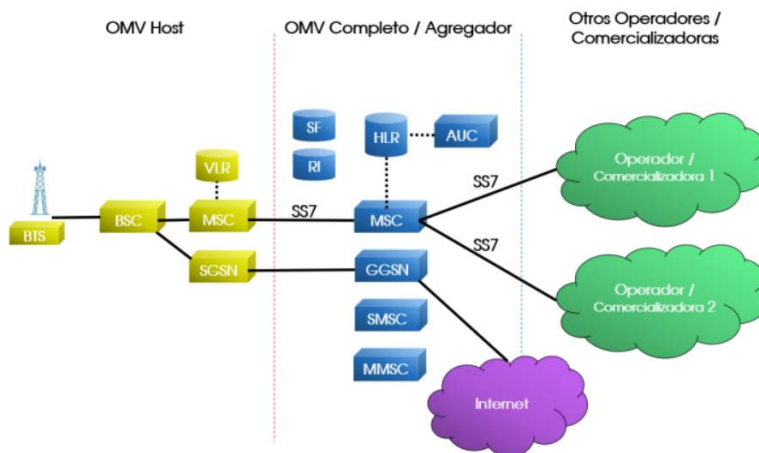 OMV Host
OMV Completo / Agregador
Otros Operadores /
Comercializadoras
SF
HLR
AUC
Operador /
Comercializadora 1
VLR
RI
SS7
BTS
BSC
MSC
SS7
MSC
SS7
SGSN
GGSN
Operador /
Comercializadora 2
SMSC
MMSC
Internet